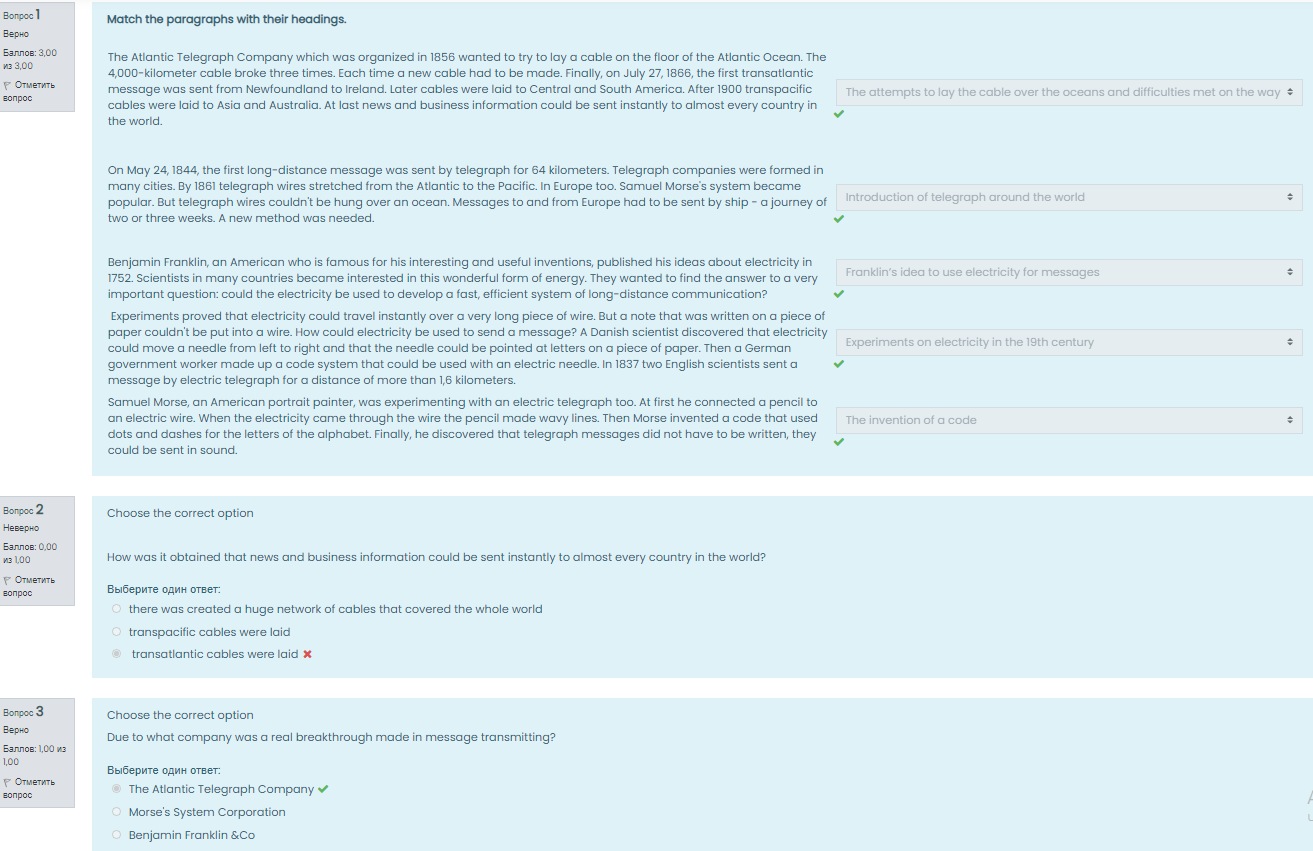 Вопрос 1
Верно
Баллов: 3,00
из 3,00
Отметить
вопрос
Match the paragraphs with their headings.
The Atlantic Telegraph Company which was organized in 1856 wanted to try to lay a cable on the floor of the Atlantic Ocean. The
4,000-kilometer cable broke three times. Each time a new cable had to be made. Finally, on July 27, 1866, the first transatlantic
message was sent from Newfoundland to Ireland. Later cables were laid to Central and South America. After 1900 transpacific
cables were laid to Asia and Australia. At last news and business information could be sent instantly to almost every country in
the world.
The attempts to lay the cable over the oceans and difficulties met on the way
On May 24, 1844, the first long-distance message was sent by telegraph for 64 kilometers. Telegraph companies were formed in
many cities. By 1861 telegraph wires stretched from the Atlantic to the Pacific. In Europe too. Samuel Morse's system became
popular. But telegraph wires couldn't be hung over an ocean. Messages to and from Europe had to be sent by ship - a journey of
two or three weeks. A new method was needed.
Introduction of telegraph around the world
Benjamin Franklin, an American who is famous for his interesting and useful inventions, published his ideas about electricity in
1752. Scientists in many countries became interested in this wonderful form of energy. They wanted to find the answer to a very
important question: could the electricity be used to develop a fast, efficient system of long-distance communication?
Franklin's idea to use electricity for messages
Experiments proved that electricity could travel instantly over a very long piece of wire. But a note that was written on a piece of
paper couldn't be put into a wire. How could electricity be used to send a message? A Danish scientist discovered that electricity
could move a needle from left to right and that the needle could be pointed at letters on a piece of paper. Then a German
government worker made up a code system that could be used with an electric needle. In 1837 two English scientists sent a
message by electric telegraph for a distance of more than 1,6 kilometers.
Experiments on electricity in the 19th century
Samuel Morse, an American portrait painter, was experimenting with an electric telegraph too. At first he connected a pencil to
an electric wire. When the electricity came through the wire the pencil made wavy lines. Then Morse invented a code that used
dots and dashes for the letters of the alphabet. Finally, he discovered that telegraph messages did not have to be written, they
could be sent in sound.
The invention of a code
Вопрос 2
Неверно
Баллов: 0,00
из 1,00
Отметить
вопрос
Choose the correct option
How was it obtained that news and business information could be sent instantly to almost every country in the world?
Выберите один ответ:
there was created a huge network of cables that covered the whole world
transpacific cables were laid
transatlantic cables were laid
Вопрос 3
Верно
Баллов: 1,00 из
1,00
Отметить
вопрос
Choose the correct option
Due to what company was a real breakthrough made in message transmitting?
Выберите один ответ:
The Atlantic Telegraph Company
Morse's System Corporation
Benjamin Franklin &Co